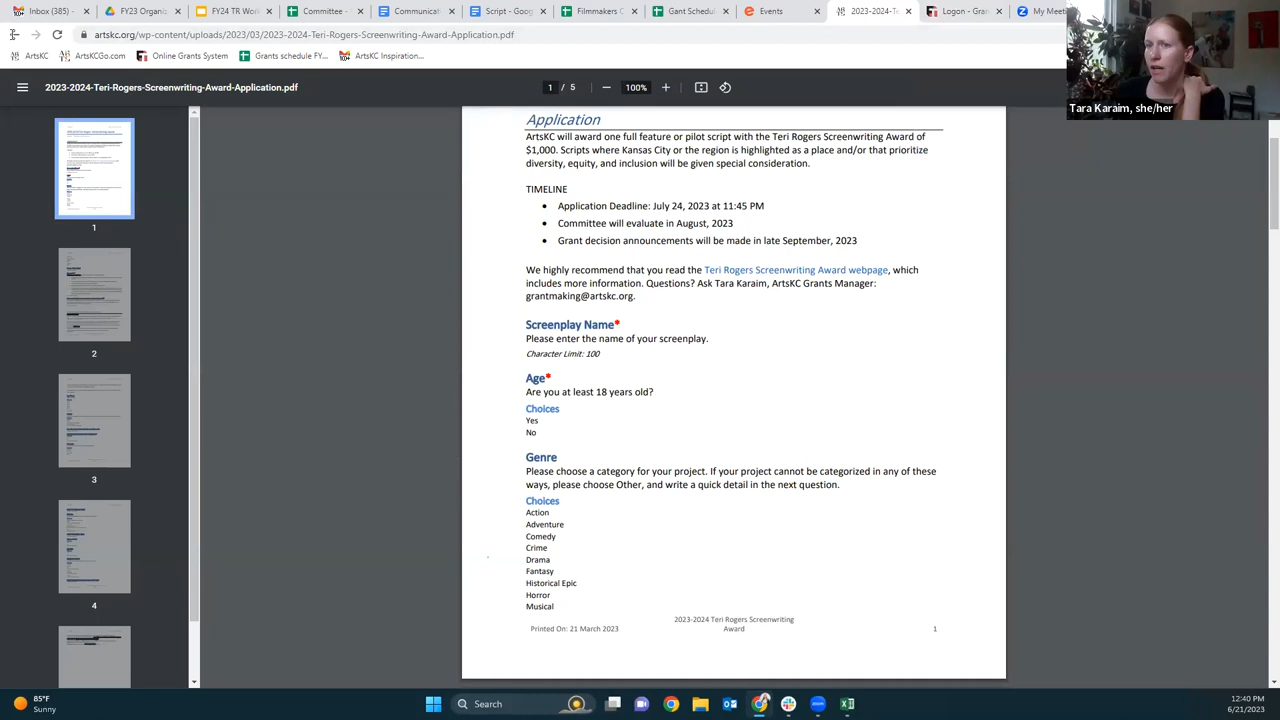 Inbox (385) -
FY23 Organiz
FY24 TR Work
Committee -
Communicati
Script - Goog
Filmmakers C
Gant Schedul
Events
2023-2024-Te
Logon - Gran
My Meetin
artskc.org/wp-content/uploads/2023/03/2023-2024-Teri-Rogers-Screenwriting-Award-Application.pdf
ArtsKC
ArtsKCGo.com
Online Grants System
Grants schedule FY...
ArtsKC Inspiration...
2023-2024-Teri-Rogers-Screenwriting-Award-Application.pdf
1 / 5
100%
Tara Karaim, she/her
Application
ArtsKC will award one full feature or pilot script with the Teri Rogers Screenwriting Award of
$1,000. Scripts where Kansas City or the region is highlighted as a place and/or that prioritize
diversity, equity, and inclusion will be given special consideration.
TIMELINE
• Application Deadline: July 24, 2023 at 11:45 PM
• Committee will evaluate in August, 2023
• Grant decision announcements will be made in late September, 2023
We highly recommend that you read the Teri Rogers Screenwriting Award webpage, which
includes more information. Questions? Ask Tara Karaim, ArtsKC Grants Manager:
grantmaking@artskc.org.
Screenplay Name*
Please enter the name of your screenplay.
Character Limit: 100
Age*
Are you at least 18 years old?
Choices
Yes
No
Genre
Please choose a category for your project. If your project cannot be categorized in any of these
ways, please choose Other, and write a quick detail in the next question.
Choices
Action
Adventure
Comedy
Crime
Drama
Fantasy
Historical Epic
Horror
Musical
2023-2024 Teri Rogers Screenwriting
Award
Printed On: 21 March 2023
1
1
2
3
4
85°F
Sunny
Search
12:40 PM
6/21/2023